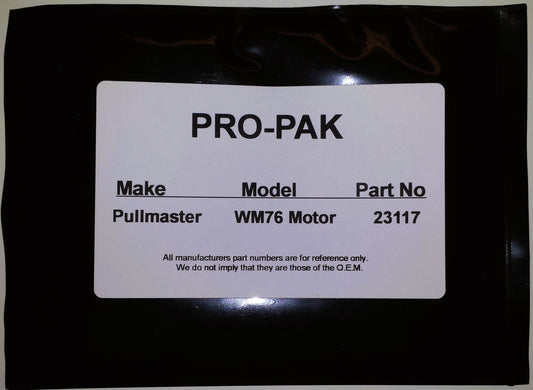 PRO-PAK
Make Model Part No
Pullmaster WM76 Motor 23117
All manufacturers part numbers are for reference only.
We do not imply that they are those of the O.E.M.